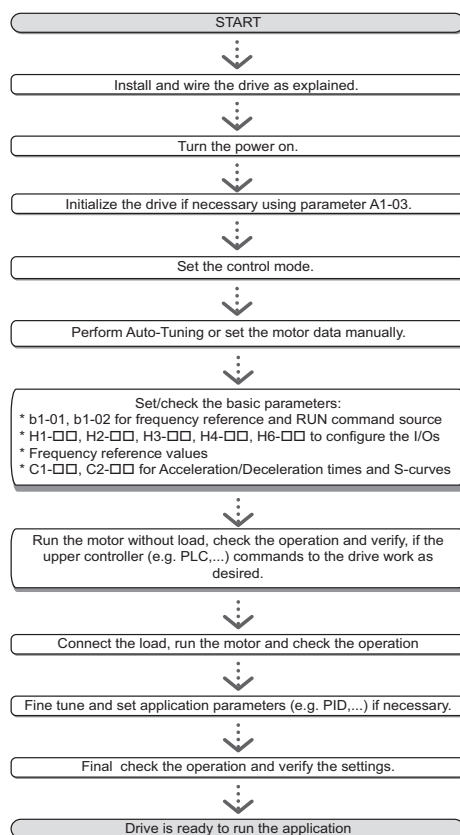 START
Install and wire the drive as explained.
Turn the power on.
Initialize the drive if necessary using parameter A1-03.
Set the control mode.
Perform Auto-Tuning or set the motor data manually.
Set/check the basic parameters:
* b1-01, b1-02 for frequency reference and RUN command source
* H1-□□, H2-□□, H3-□□, H4-□□, H6-□□ to configure the I/Os
* Frequency reference values
* C1-□□, C2-□□ for Acceleration/Deceleration times and S-curves
Run the motor without load, check the operation and verify, if the
upper controller (e.g. PLC,...) commands to the drive work as
desired.
Connect the load, run the motor and check the operation
Fine tune and set application parameters (e.g. PID,...) if necessary.
Final check the operation and verify the settings.
Drive is ready to run the application